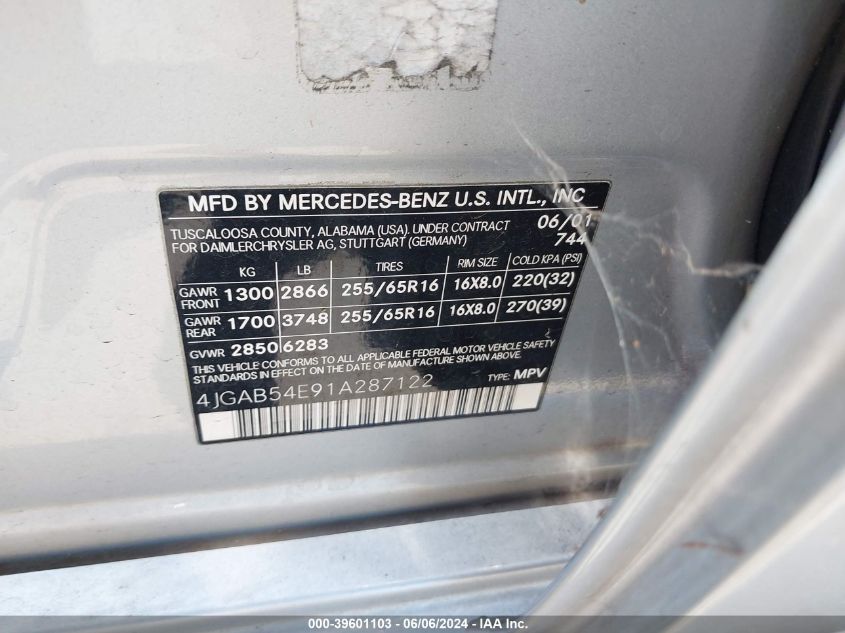 MFD BY MERCEDES-BENZ U.S. INTL., INC
TUSCALOOSA COUNTY, ALABAMA (USA). UNDER CONTRACT 06/01
FOR DAIMLERCHRYSLER AG, STUTTGART (GERMANY) 744
KG LB TIRES RIM SIZE COLD KPA (PSI)
GAWR FRONT 1300 2866 255/65R16 16X8.0 220(32)
GAWR REAR 1700 3748 255/65R16 16X8.0 270(39)
GVWR 2850 6283
THIS VEHICLE CONFORMS TO ALL APPLICABLE FEDERAL MOTOR VEHICLE SAFETY
STANDARDS IN EFFECT ON THE DATE OF MANUFACTURE SHOWN ABOVE.
4JGAB54E91A287122 TYPE: MPV
000-39601103 - 06/06/2024 - IAA Inc.